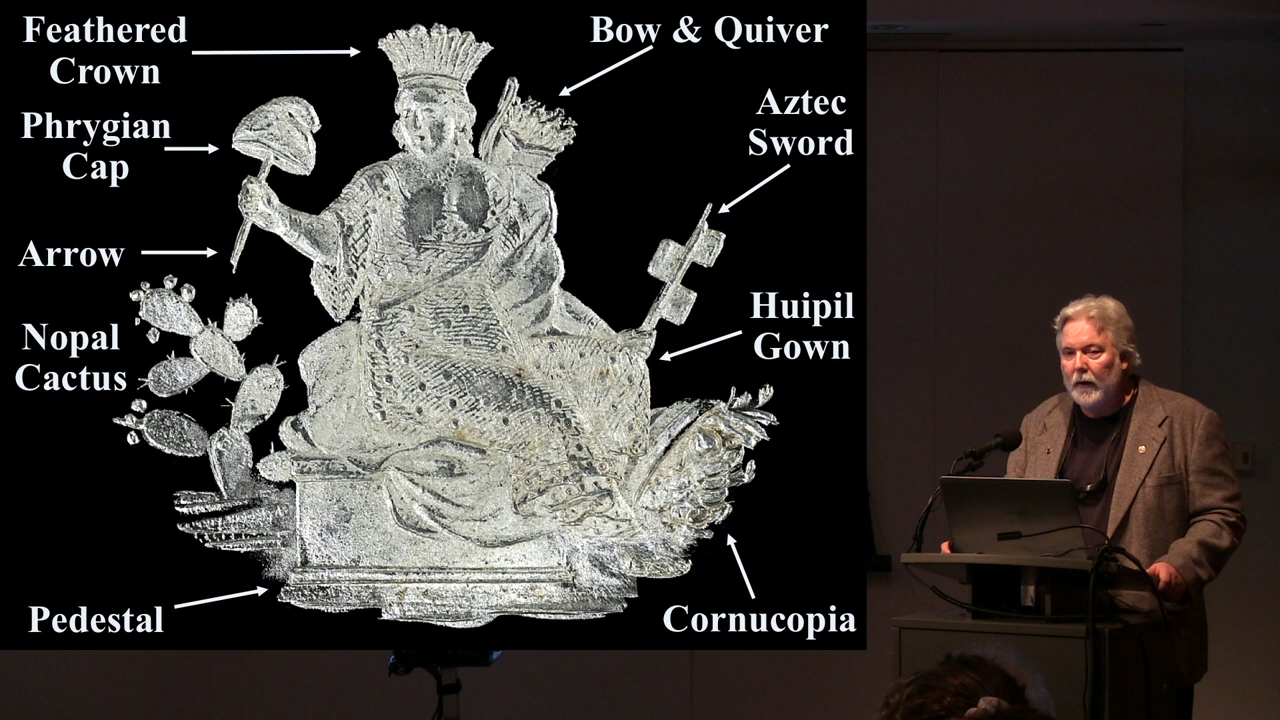 Feathered
Crown
Bow & Quiver
Phrygian
Cap
Aztec
Sword
Arrow
Nopal
Cactus
Huipil
Gown
Pedestal
Cornucopia